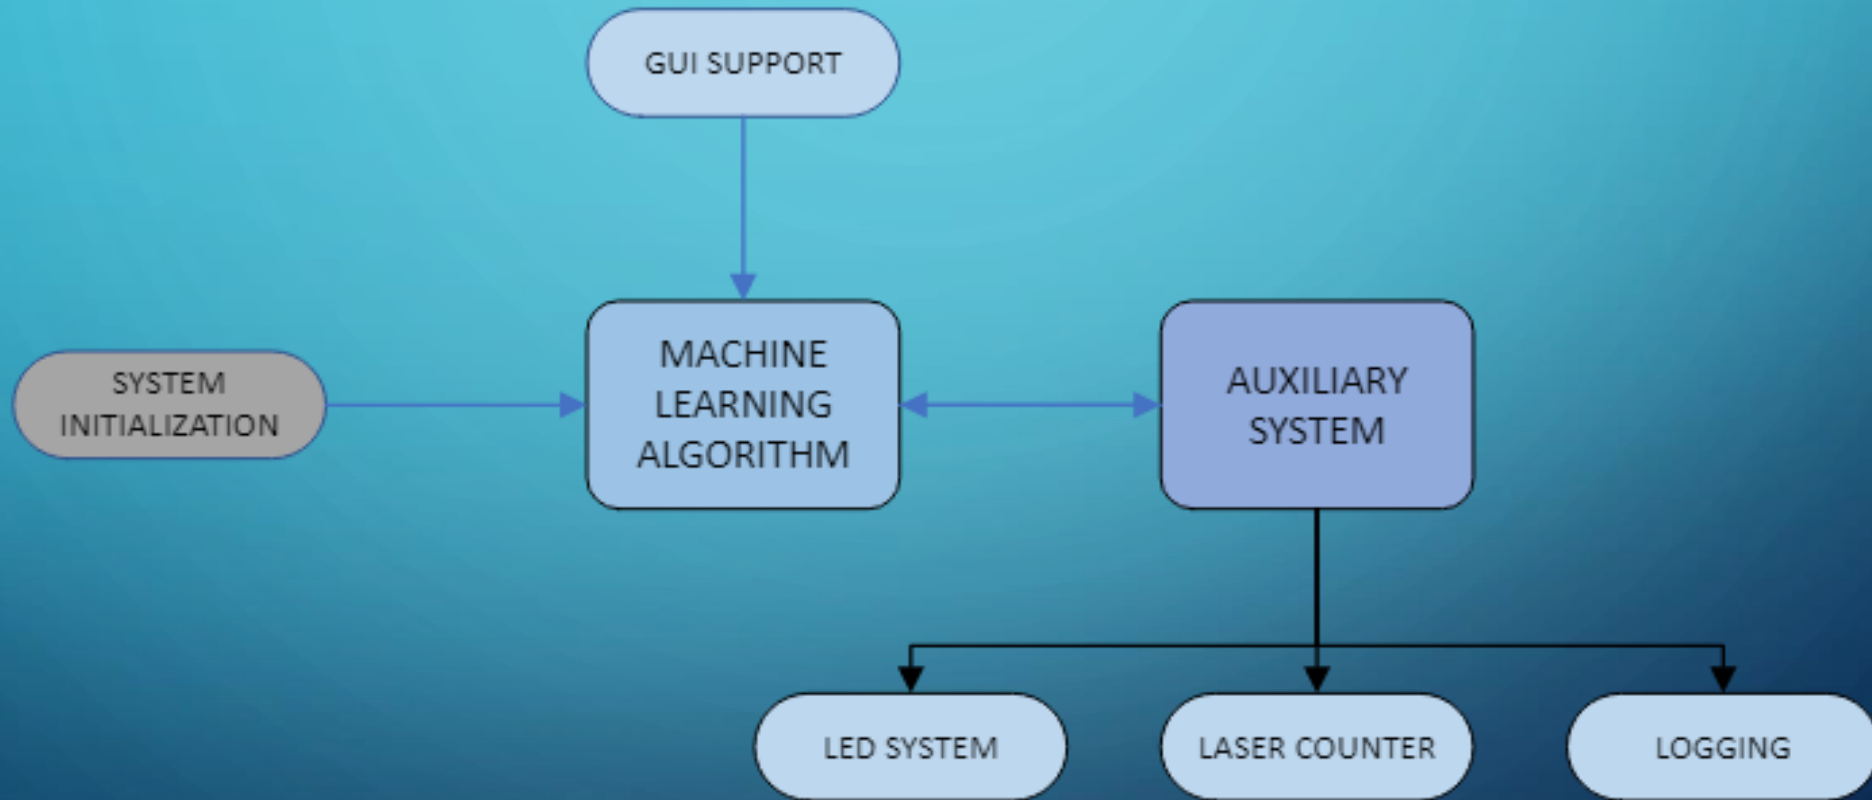 GUI SUPPORT
SYSTEM
INITIALIZATION
MACHINE
LEARNING
ALGORITHM
AUXILIARY
SYSTEM
LED SYSTEM
LASER COUNTER
LOGGING